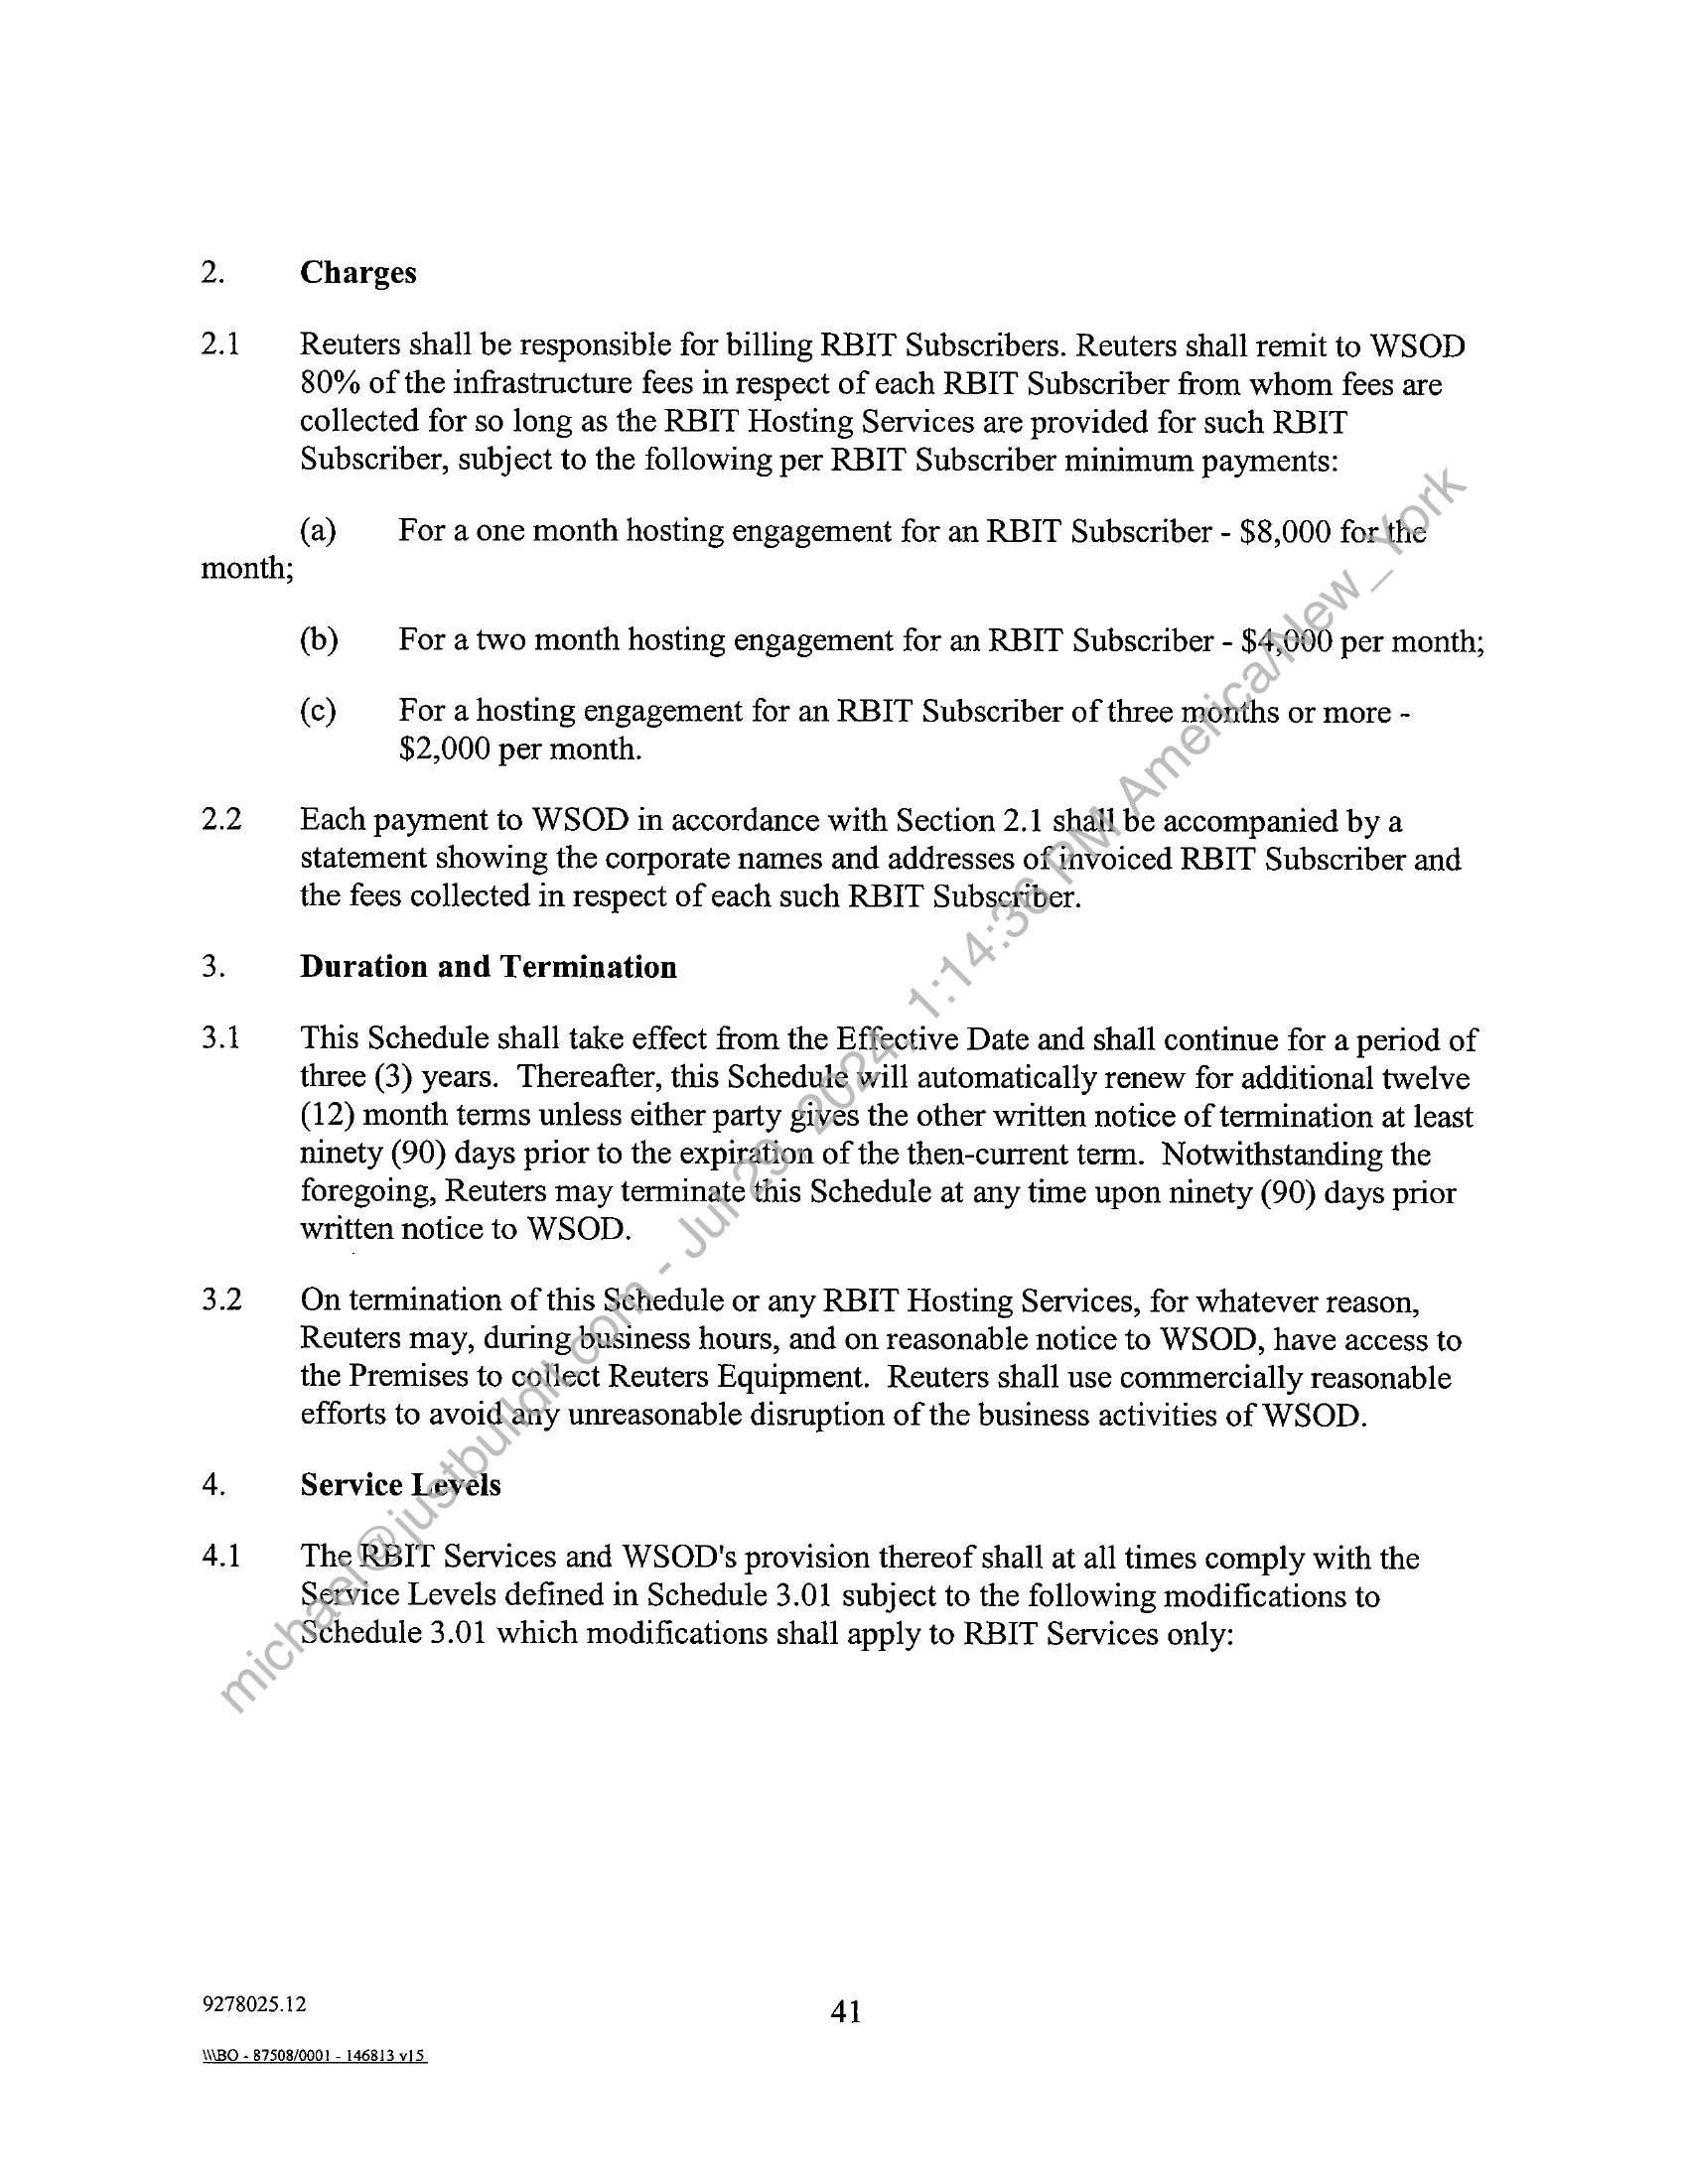 2. Charges
2.1 Reuters shall be responsible for billing RBIT Subscribers. Reuters shall remit to WSOD
80% of the infrastructure fees in respect of each RBIT Subscriber from whom fees are
collected for so long as the RBIT Hosting Services are provided for such RBIT
Subscriber, subject to the following per RBIT Subscriber minimum payments:
(a) For a one month hosting engagement for an RBIT Subscriber - $8,000 for the
month;
(b) For a two month hosting engagement for an RBIT Subscriber - $4,000 per month;
(c) For a hosting engagement for an RBIT Subscriber of three months or more -
$2,000 per month.
2.2 Each payment to WSOD in accordance with Section 2.1 shall be accompanied by a
statement showing the corporate names and addresses of invoiced RBIT Subscriber and
the fees collected in respect of each such RBIT Subscriber.
3. Duration and Termination
3.1 This Schedule shall take effect from the Effective Date and shall continue for a period of
three (3) years. Thereafter, this Schedule will automatically renew for additional twelve
(12) month terms unless either party gives the other written notice of termination at least
ninety (90) days prior to the expiration of the then-current term. Notwithstanding the
foregoing, Reuters may terminate this Schedule at any time upon ninety (90) days prior
written notice to WSOD.
3.2 On termination of this Schedule or any RBIT Hosting Services, for whatever reason,
Reuters may, during business hours, and on reasonable notice to WSOD, have access to
the Premises to collect Reuters Equipment. Reuters shall use commercially reasonable
efforts to avoid any unreasonable disruption of the business activities of WSOD.
4. Service Levels
4.1 The RBIT Services and WSOD's provision thereof shall at all times comply with the
Service Levels defined in Schedule 3.01 subject to the following modifications to
Schedule 3.01 which modifications shall apply to RBIT Services only:
9278025.12
41
\\\BO - 87508/0001 - 146813 v15
michael@justbuildit.com - Jul 29, 2024, 1:14:36 PM America/New_York